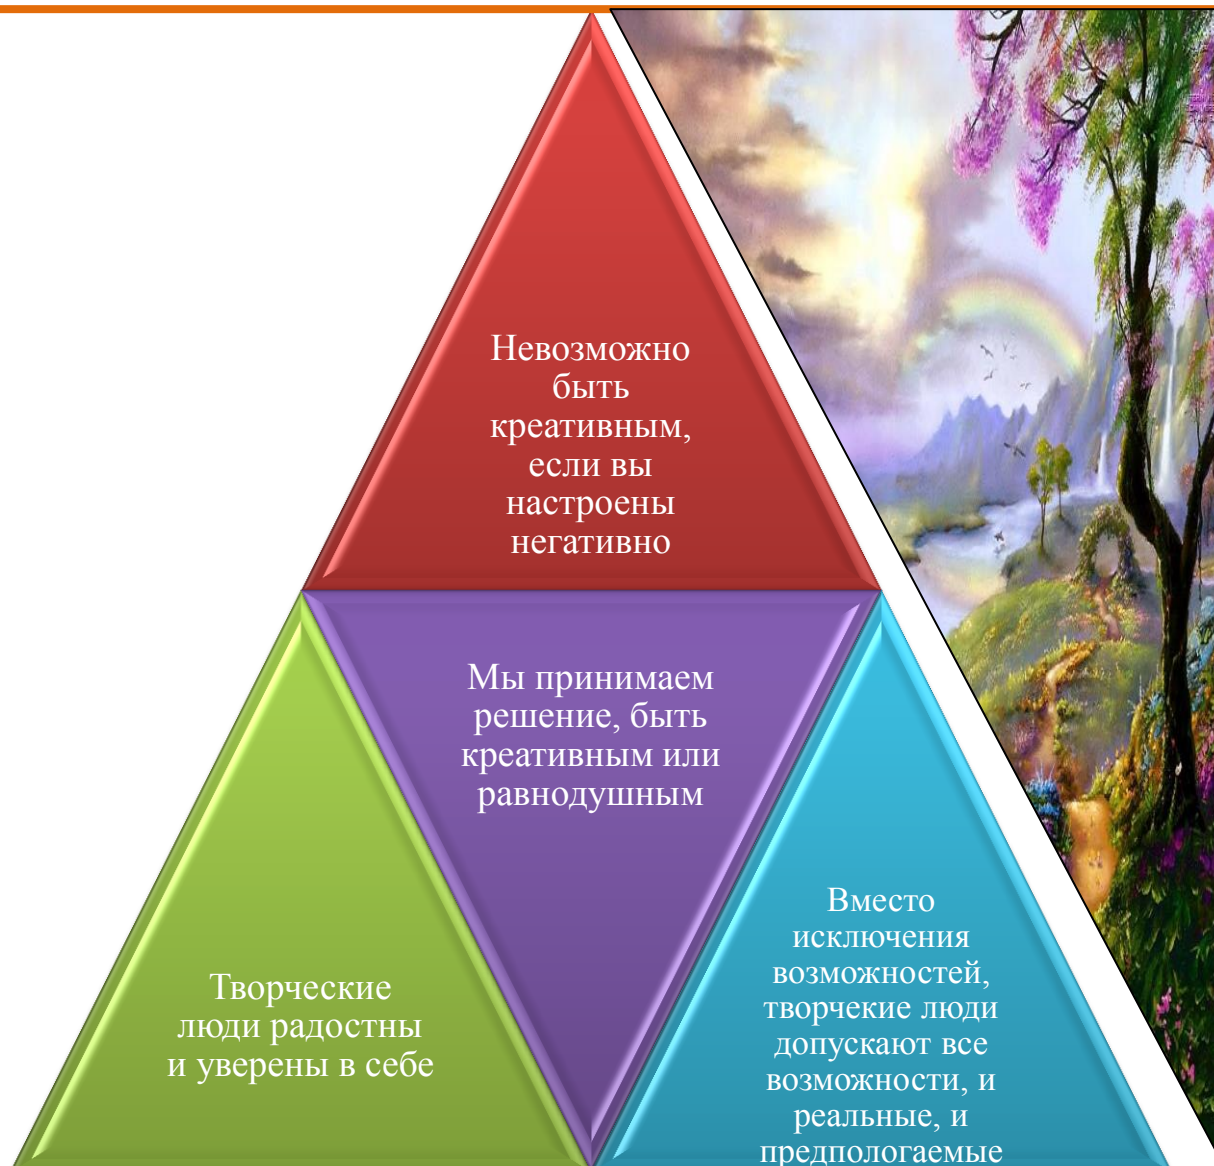 Невозможно
быть
креативным,
если вы
настроены
негативно
Мы принимаем
решение, быть
креативным или
равнодушным
Творческие
люди радостны
и уверены в себе
Вместо
исключения
возможностей,
творчекие люди
допускают все
возможности, и
реальные, и
предпологаемые